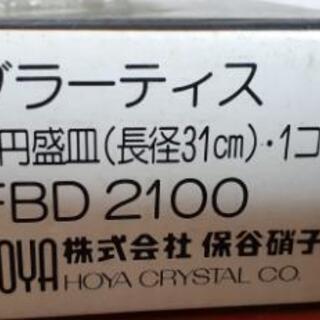 グラーティス
円盛皿(長径31cm)・1コ
FBD 2100
HOYA 株式会社 保谷硝子
HOYA CRYSTAL CO.